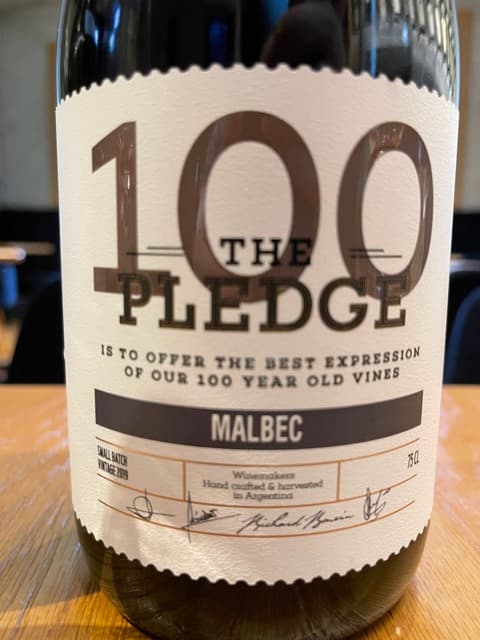 100
THE
PLEDGE
IS TO OFFER THE BEST EXPRESSION
OF OUR 100 YEAR OLD VINES
MALBEC
SMALL BATCH
VINTAGE 2019
Winemakers
Hand crafted & harvested
in Argentina
75 CL
Richard